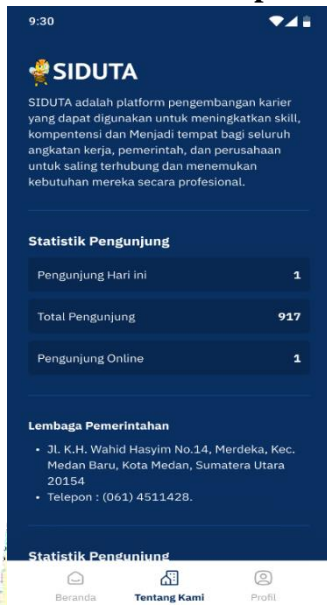 9:30
SIDUTA
SIDUTA adalah platform pengembangan karier
yang dapat digunakan untuk meningkatkan skill,
kompentensi dan Menjadi tempat bagi seluruh
angkatan kerja, pemerintah, dan perusahaan
untuk saling terhubung dan menemukan
kebutuhan mereka secara profesional.
Statistik Pengunjung
Pengunjung Hari ini 1
Total Pengunjung 917
Pengunjung Online 1
Lembaga Pemerintahan
• Jl. K.H. Wahid Hasyim No.14, Merdeka, Kec.
Medan Baru, Kota Medan, Sumatera Utara
20154
• Telepon : (061) 4511428.
Statistik Pengunjung
Beranda Tentang Kami Profil